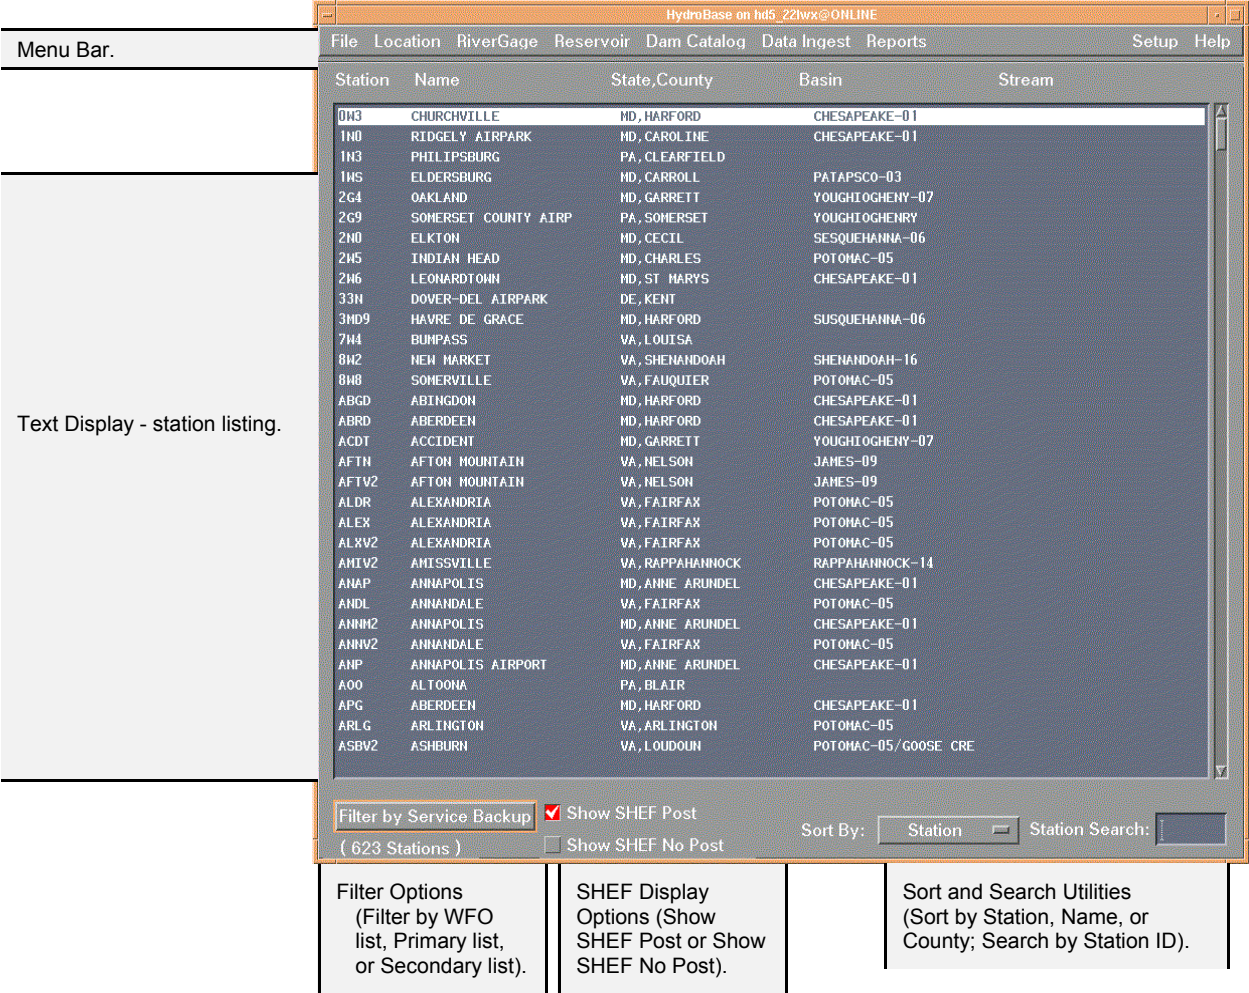 HydroBase on hd5_22lwx@ONLINE
Menu Bar.
File Location RiverGage Reservoir Dam Catalog Data Ingest Reports Setup Help
Station Name State,County Basin Stream
0W3 CHURCHVILLE MD,HARFORD CHESAPEAKE-01
1N0 RIDGELY AIRPARK MD,CAROLINE CHESAPEAKE-01
1N3 PHILIPSBURG PA,CLEARFIELD
1WS ELDERSBURG MD,CARROLL PATAPSCO-03
2G4 OAKLAND MD,GARRETT YOUGHIOGHENY-07
2G9 SOMERSET COUNTY AIRP PA,SOMERSET YOUGHIOGHENRY
2N0 ELKTON MD,CECIL SESQUEHANNA-06
2W5 INDIAN HEAD MD,CHARLES POTOMAC-05
2W6 LEONARDTOWN MD,ST MARYS CHESAPEAKE-01
33N DOVER-DEL AIRPARK DE,KENT
3MD9 HAVRE DE GRACE MD,HARFORD SUSQUEHANNA-06
7W4 BUMPASS VA,LOUISA
8W2 NEW MARKET VA,SHENANDOAH SHENANDOAH-16
8W8 SOMERVILLE VA,FAUQUIER POTOMAC-05
ABGD ABINGDON MD,HARFORD CHESAPEAKE-01
ABRD ABERDEEN MD,HARFORD CHESAPEAKE-01
ACDT ACCIDENT MD,GARRETT YOUGHIOGHENY-07
AFTN AFTON MOUNTAIN VA,NELSON JAMES-09
AFTV2 AFTON MOUNTAIN VA,NELSON JAMES-09
ALDR ALEXANDRIA VA,FAIRFAX POTOMAC-05
ALEX ALEXANDRIA VA,FAIRFAX POTOMAC-05
ALXV2 ALEXANDRIA VA,FAIRFAX POTOMAC-05
AMIV2 AMISSVILLE VA,RAPPAHANNOCK RAPPAHANNOCK-14
ANAP ANNAPOLIS MD,ANNE ARUNDEL CHESAPEAKE-01
ANDL ANNANDALE VA,FAIRFAX POTOMAC-05
ANNM2 ANNAPOLIS MD,ANNE ARUNDEL CHESAPEAKE-01
ANNV2 ANNANDALE VA,FAIRFAX POTOMAC-05
ANP ANNAPOLIS AIRPORT MD,ANNE ARUNDEL CHESAPEAKE-01
AOO ALTOONA PA,BLAIR
APG ABERDEEN MD,HARFORD CHESAPEAKE-01
ARLG ARLINGTON VA,ARLINGTON POTOMAC-05
ASBV2 ASHBURN VA,LOUDOUN POTOMAC-05/GOOSE CRE
Text Display - station listing.
Filter by Service Backup Show SHEF Post
( 623 Stations ) Show SHEF No Post
Sort By: Station Station Search:
Filter Options
(Filter by WFO
list, Primary list,
or Secondary list).
SHEF Display
Options (Show
SHEF Post or Show
SHEF No Post).
Sort and Search Utilities
(Sort by Station, Name, or
County; Search by Station ID).